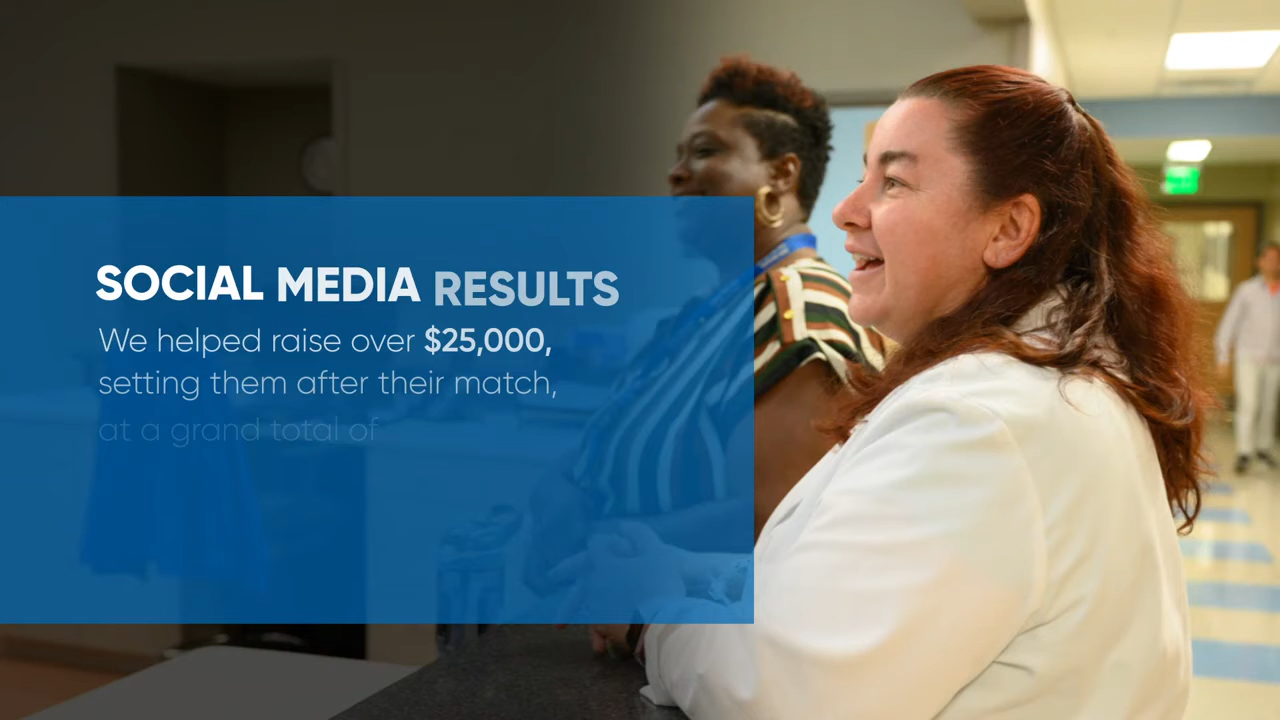 SOCIAL MEDIA RESULTS
We helped raise over $25,000,
setting them after their match,
at a grand total of